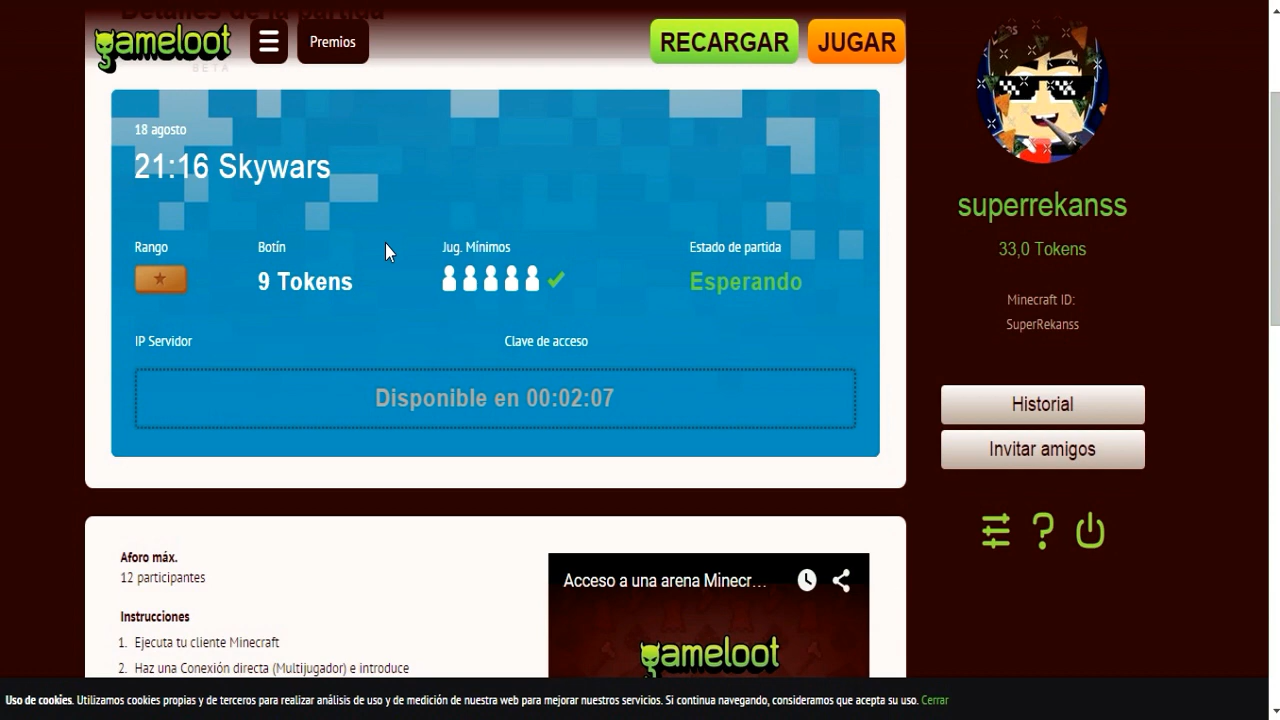 Detalles de la partida
gameloot
BETA
Premios
RECARGAR
JUGAR
18 agosto
21:16 Skywars
Rango
Botín
Jug. Mínimos
Estado de partida
9 Tokens
Esperando
IP Servidor
Clave de acceso
Disponible en 00:02:07
superrekanss
33,0 Tokens
Minecraft ID:
SuperRekanss
Historial
Invitar amigos
?
Aforo máx.
12 participantes
Instrucciones
1. Ejecuta tu cliente Minecraft
2. Haz una Conexión directa (Multijugador) e introduce
Acceso a una arena Minecr...
gameloot
Uso de cookies. Utilizamos cookies propias y de terceros para realizar análisis de uso y de medición de nuestra web para mejorar nuestros servicios. Si continua navegando, consideramos que acepta su uso. Cerrar